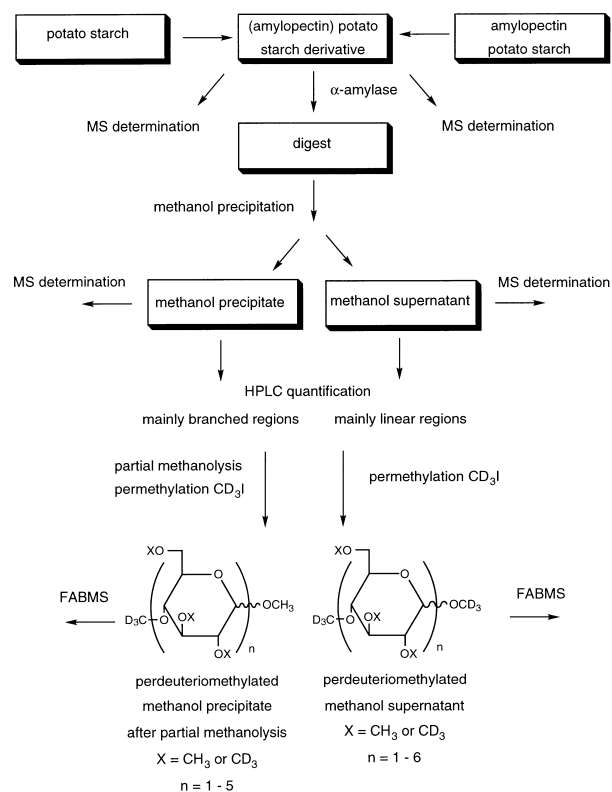 potato starch
(amylopectin) potato
starch derivative
amylopectin
potato starch
α-amylase
MS determination
MS determination
digest
methanol precipitation
MS determination
MS determination
methanol precipitate
methanol supernatant
HPLC quantification
mainly branched regions
mainly linear regions
partial methanolysis
permethylation CD3I
permethylation CD3I
XO
O
OCH3
D3C
O
OX
OX
n
XO
O
OCD3
D3C
O
OX
OX
n
FABMS
FABMS
perdeuteriomethylated
methanol precipitate
after partial methanolysis
X = CH3 or CD3
n = 1 - 5
perdeuteriomethylated
methanol supernatant
X = CH3 or CD3
n = 1 - 6